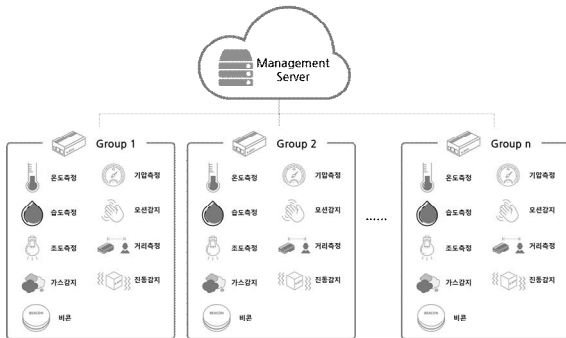 Management
Server
Group 1
온도측정
기압측정
습도측정
모션감지
조도측정
거리측정
가스감지
진동감지
BEACON
비콘
Group 2
온도측정
기압측정
습도측정
모션감지
조도측정
거리측정
가스감지
진동감지
BEACON
비콘
......
Group n
온도측정
기압측정
습도측정
모션감지
조도측정
거리측정
가스감지
진동감지
BEACON
비콘